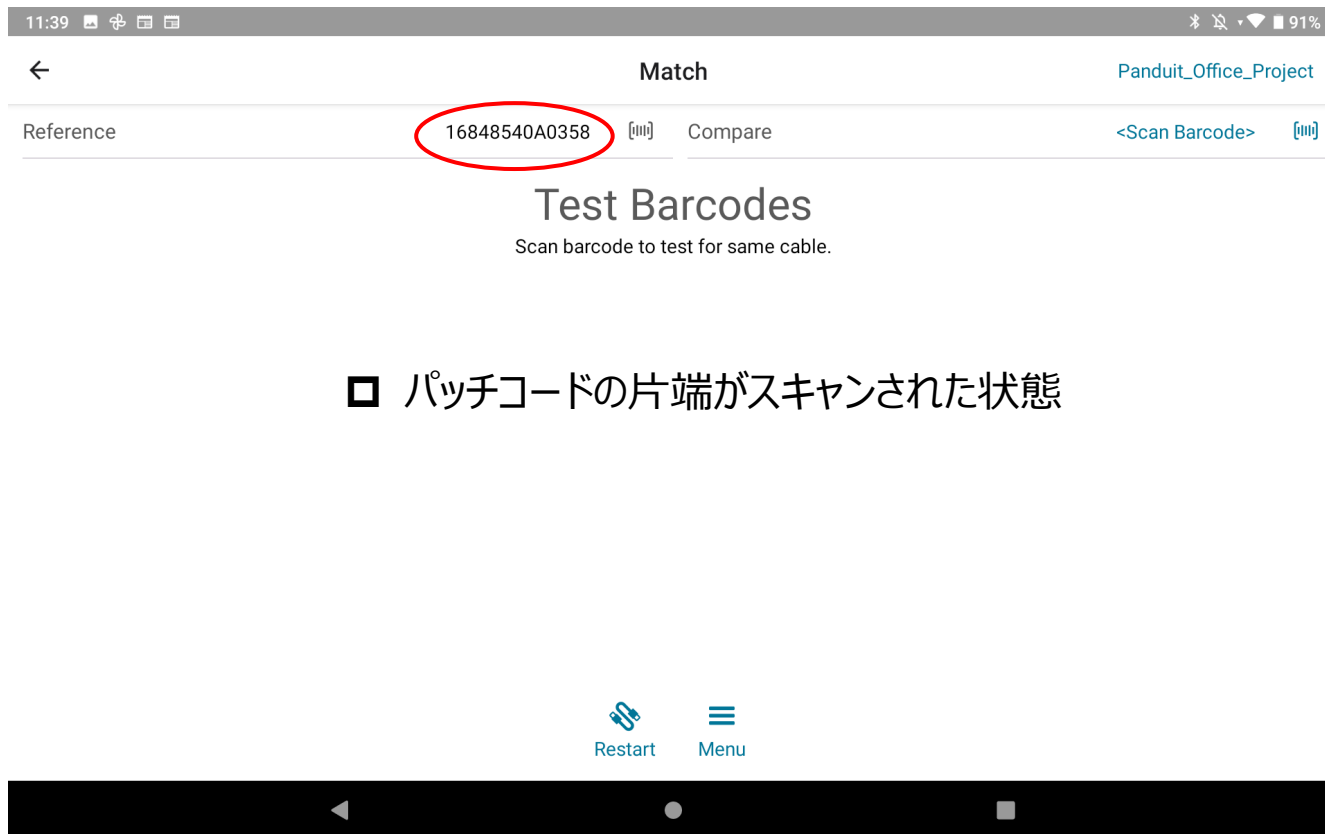 11:39 91%
Match Panduit_Office_Project
Reference 16848540A0358 Compare <Scan Barcode>
Test Barcodes
Scan barcode to test for same cable.
パッチコードの片端がスキャンされた状態
Restart Menu